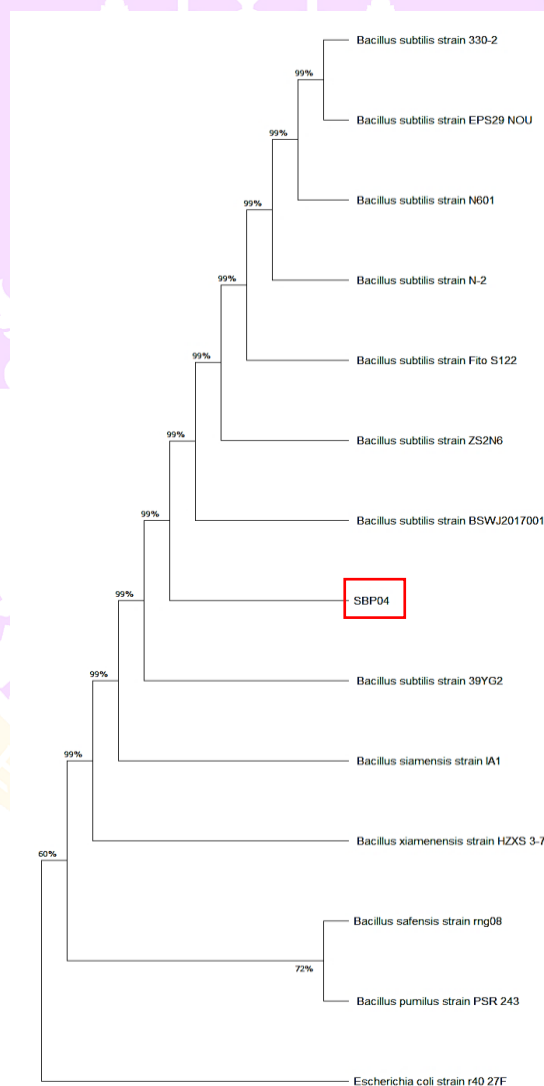 Bacillus subtilis strain 330-2
99%
Bacillus subtilis strain EPS29 NOU
99%
Bacillus subtilis strain N601
99%
Bacillus subtilis strain N-2
99%
Bacillus subtilis strain Fito S122
99%
Bacillus subtilis strain ZS2N6
99%
Bacillus subtilis strain BSWJ2017001
99%
SBP04
99%
Bacillus subtilis strain 39YG2
99%
Bacillus siamensis strain IA1
99%
Bacillus xiamenensis strain HZXS 3-7
60%
Bacillus safensis strain rng08
72%
Bacillus pumilus strain PSR 243
Escherichia coli strain r40 27F